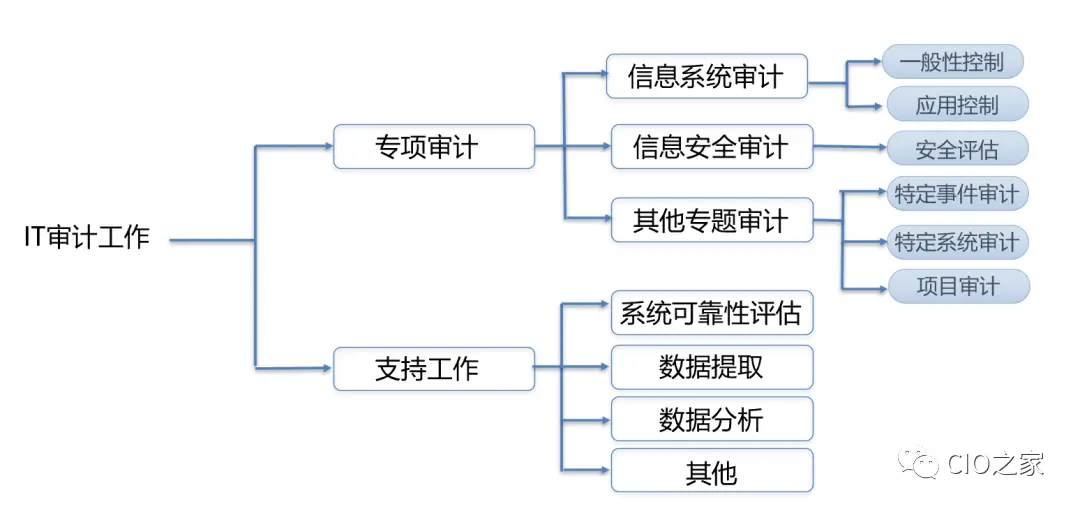 IT审计工作
专项审计
信息系统审计
一般性控制
应用控制
信息安全审计
安全评估
其他专题审计
特定事件审计
特定系统审计
项目审计
支持工作
系统可靠性评估
数据提取
数据分析
其他
CIO之家